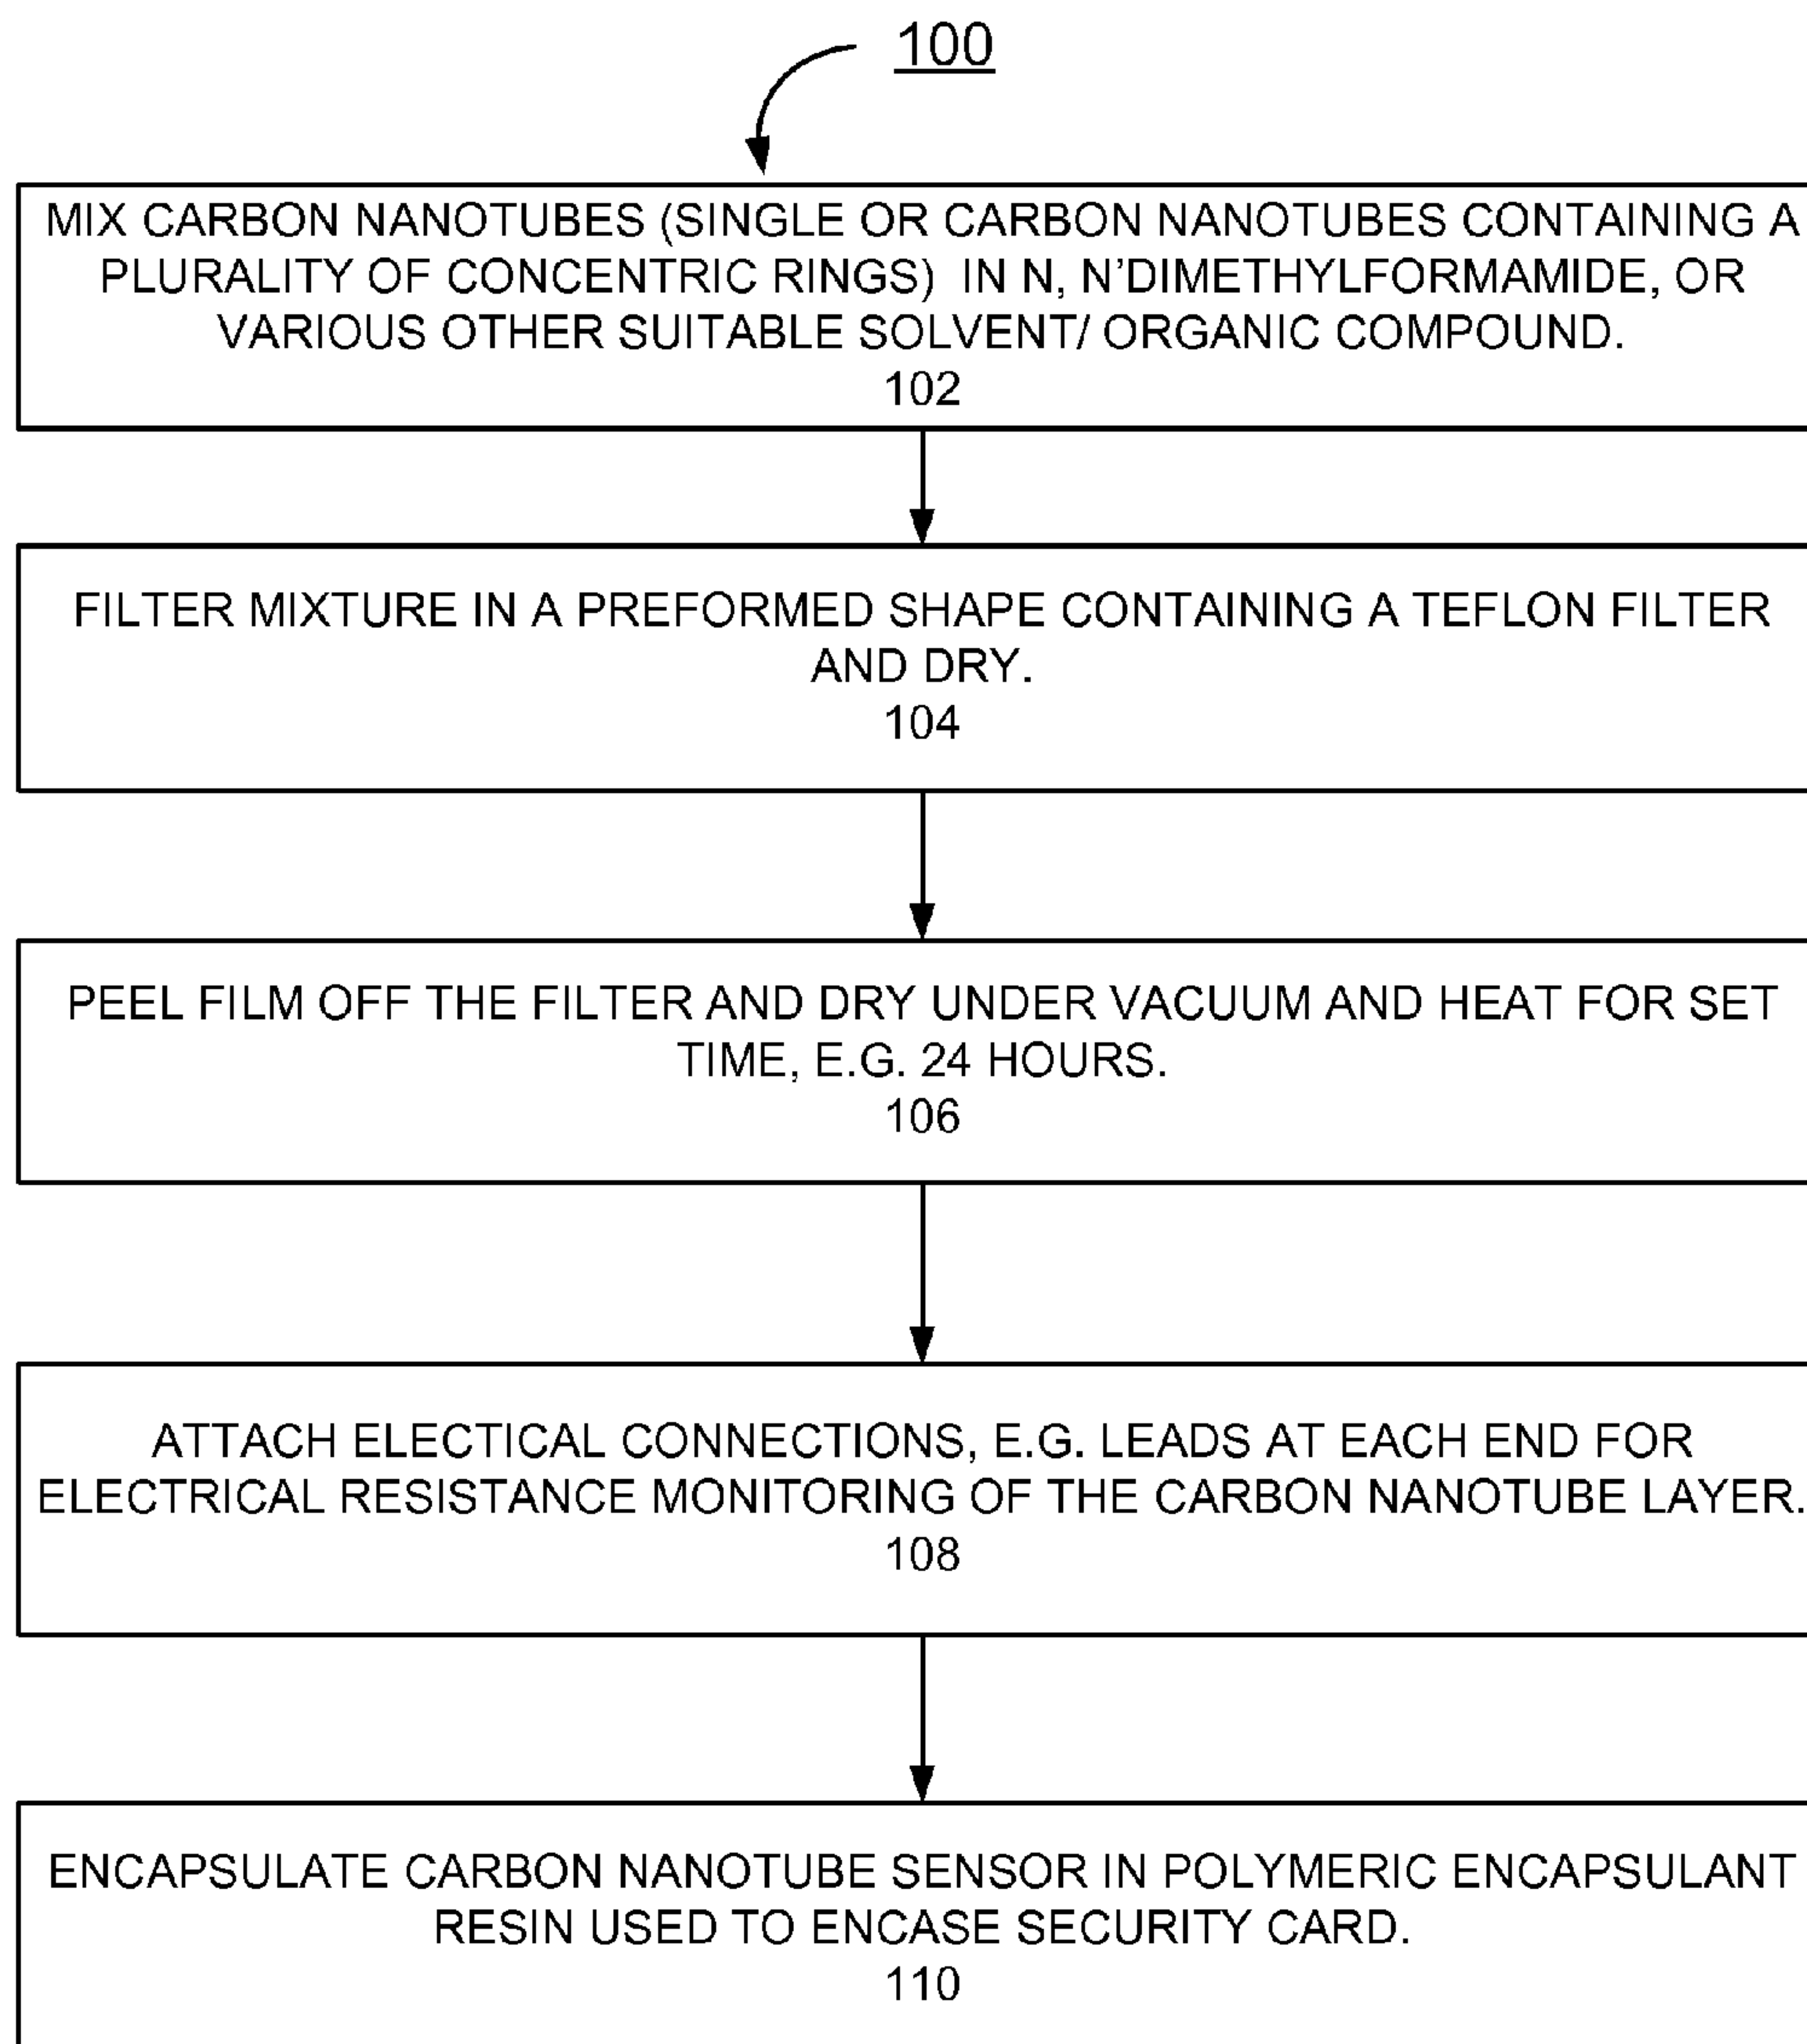 100
MIX CARBON NANOTUBES (SINGLE OR CARBON NANOTUBES CONTAINING A
PLURALITY OF CONCENTRIC RINGS) IN N, N'DIMETHYLFORMAMIDE, OR
VARIOUS OTHER SUITABLE SOLVENT/ ORGANIC COMPOUND.
102
FILTER MIXTURE IN A PREFORMED SHAPE CONTAINING A TEFLON FILTER
AND DRY.
104
PEEL FILM OFF THE FILTER AND DRY UNDER VACUUM AND HEAT FOR SET
TIME, E.G. 24 HOURS.
106
ATTACH ELECTICAL CONNECTIONS, E.G. LEADS AT EACH END FOR
ELECTRICAL RESISTANCE MONITORING OF THE CARBON NANOTUBE LAYER.
108
ENCAPSULATE CARBON NANOTUBE SENSOR IN POLYMERIC ENCAPSULANT
RESIN USED TO ENCASE SECURITY CARD.
110